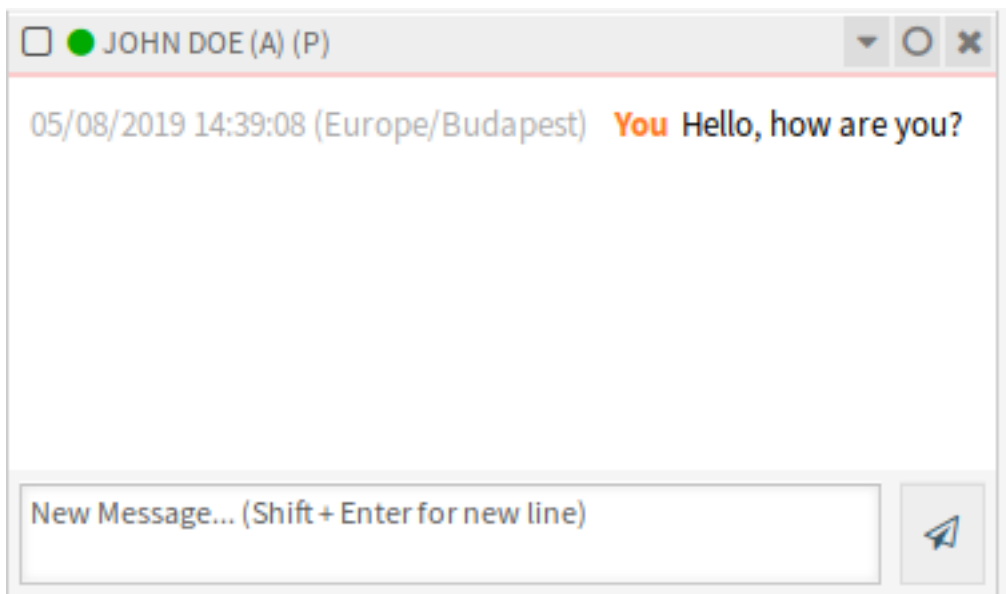 JOHN DOE (A) (P)
05/08/2019 14:39:08 (Europe/Budapest) You Hello, how are you?
New Message... (Shift + Enter for new line)